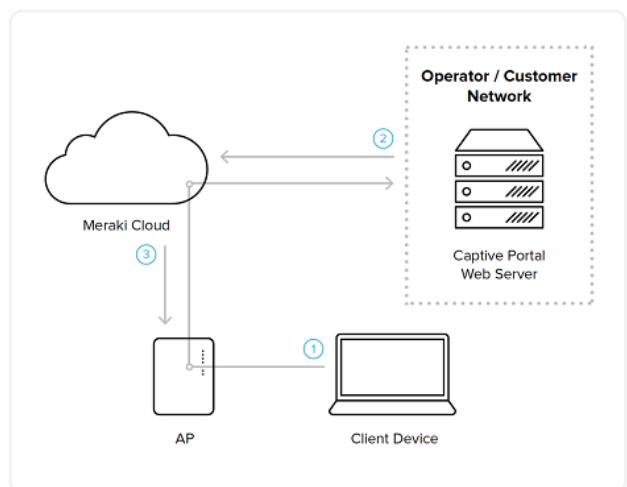 Operator / Customer
Network
2
Meraki Cloud
Captive Portal
Web Server
3
1
AP
Client Device